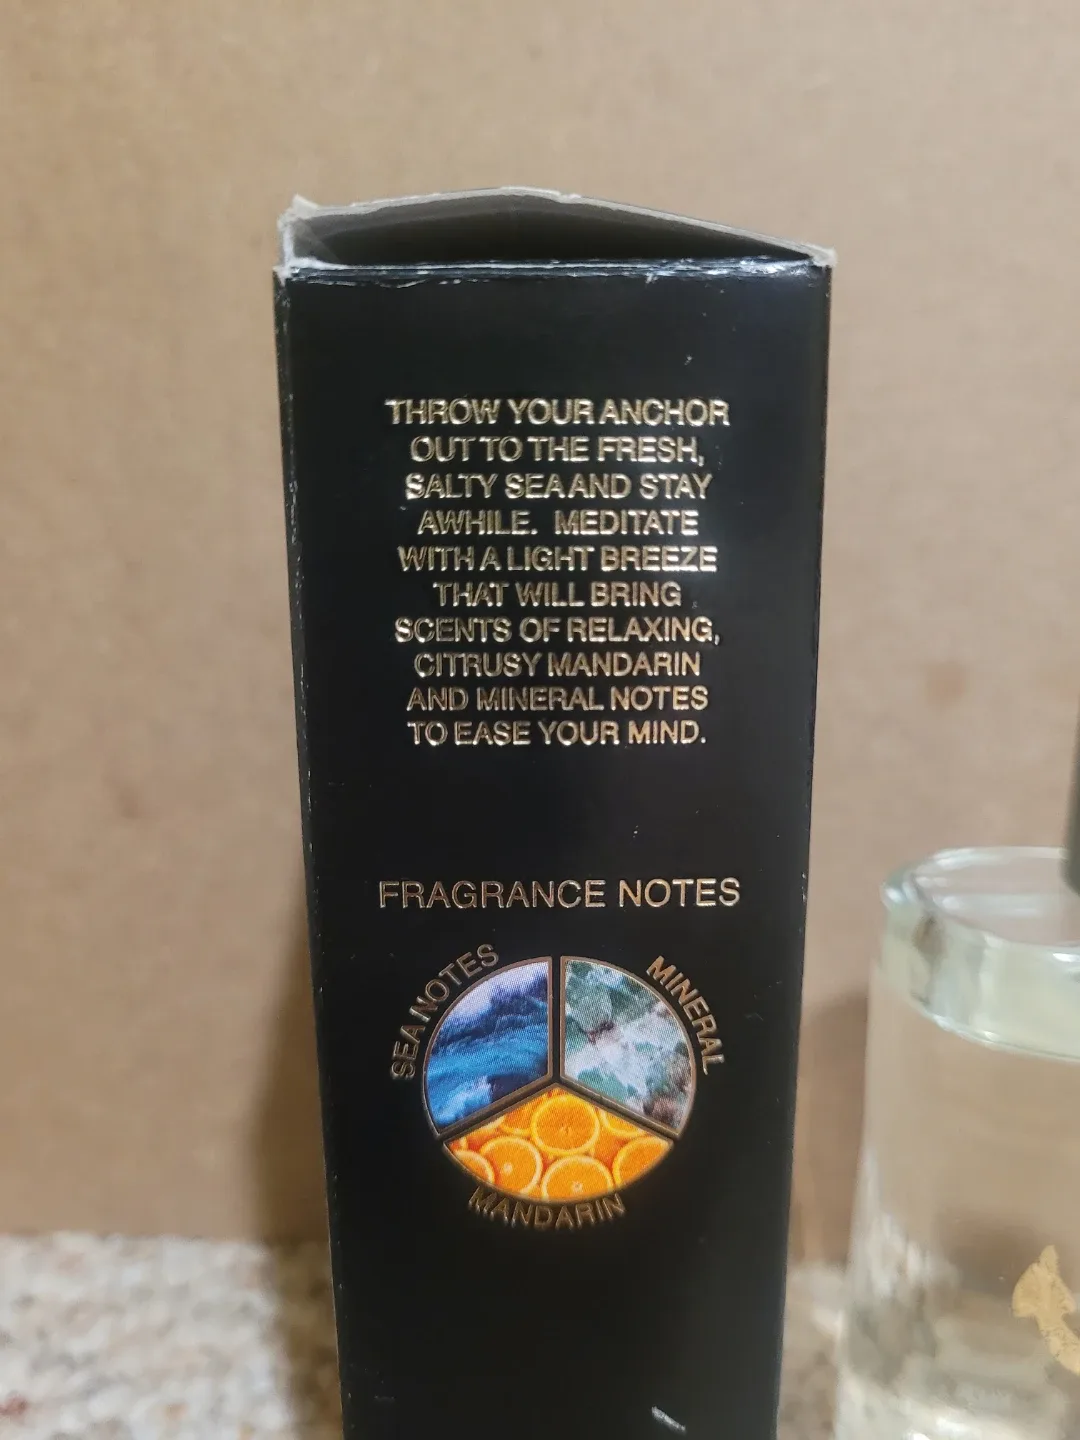 THROW YOUR ANCHOR
OUT TO THE FRESH,
SALTY SEA AND STAY
AWHILE. MEDITATE
WITH A LIGHT BREEZE
THAT WILL BRING
SCENTS OF RELAXING,
CITRUSY MANDARIN
AND MINERAL NOTES
TO EASE YOUR MIND.
FRAGRANCE NOTES
SEA NOTES
MINERAL
MANDARIN